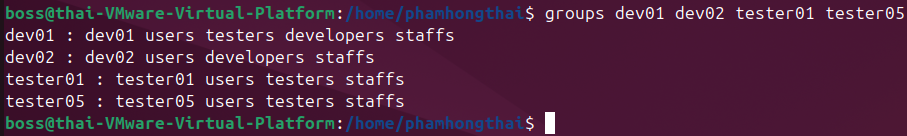 boss@thai-VMware-Virtual-Platform:/home/phamhongthai$ groups dev01 dev02 tester01 tester05
dev01 : dev01 users testers developers staffs
dev02 : dev02 users developers staffs
tester01 : tester01 users testers staffs
tester05 : tester05 users testers staffs
boss@thai-VMware-Virtual-Platform:/home/phamhongthai$